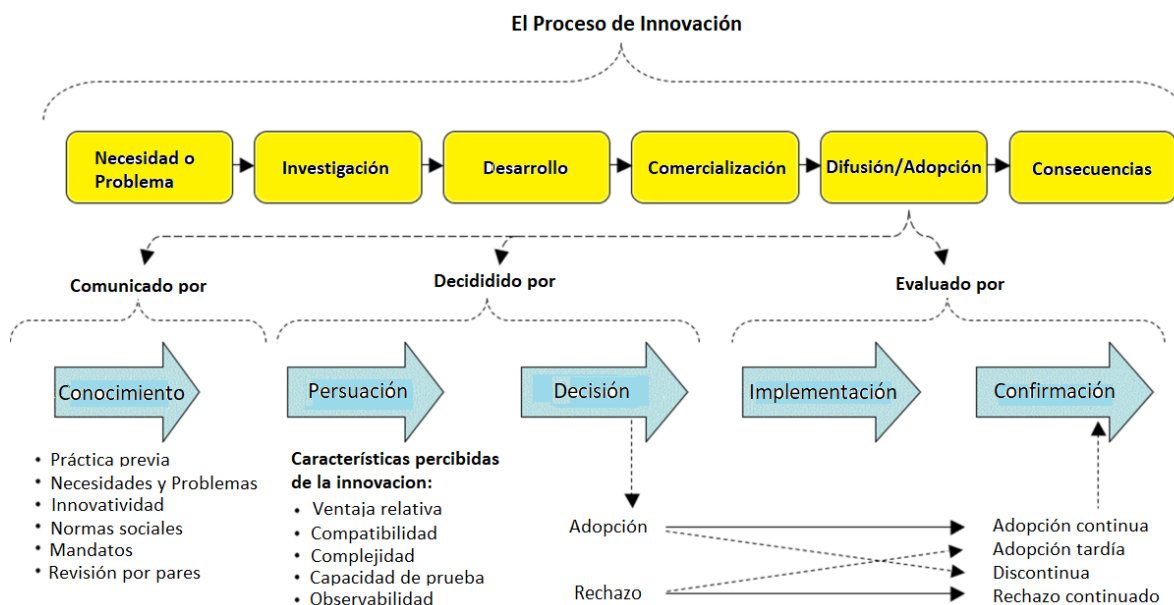 El Proceso de Innovación
Necesidad o
Problema
Investigación
Desarrollo
Comercialización
Difusión/Adopción
Consecuencias
Comunicado por
Decididido por
Evaluado por
Conocimiento
Persuación
Decisión
Implementación
Confirmación
• Práctica previa
• Necesidades y Problemas
• Innovatividad
• Normas sociales
• Mandatos
• Revisión por pares
Características percibidas
de la innovacion:
• Ventaja relativa
• Compatibilidad
• Complejidad
• Capacidad de prueba
• Observabilidad
Adopción
Rechazo
Adopción continua
Adopción tardía
Discontinua
Rechazo continuado